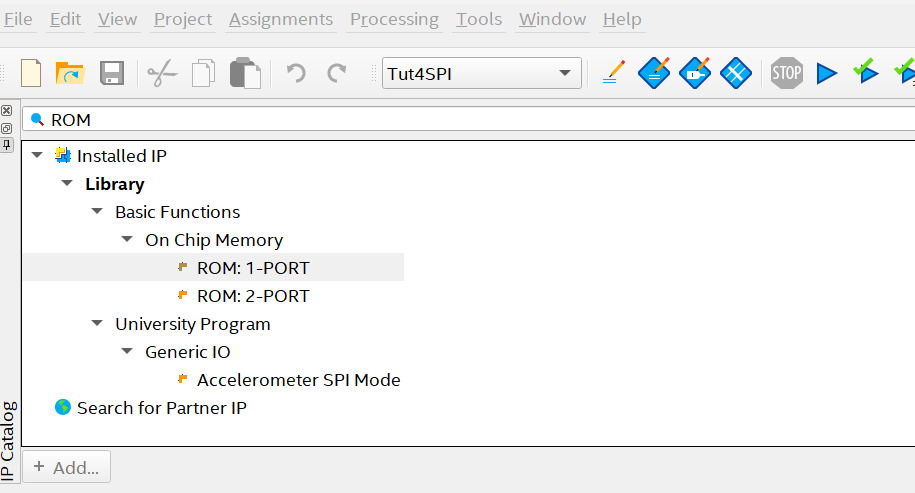 File Edit View Project Assignments Processing Tools Window Help
Tut4SPI STOP
ROM
Installed IP
Library
Basic Functions
On Chip Memory
ROM: 1-PORT
ROM: 2-PORT
University Program
Generic IO
Accelerometer SPI Mode
Search for Partner IP
IP Catalog
+ Add...